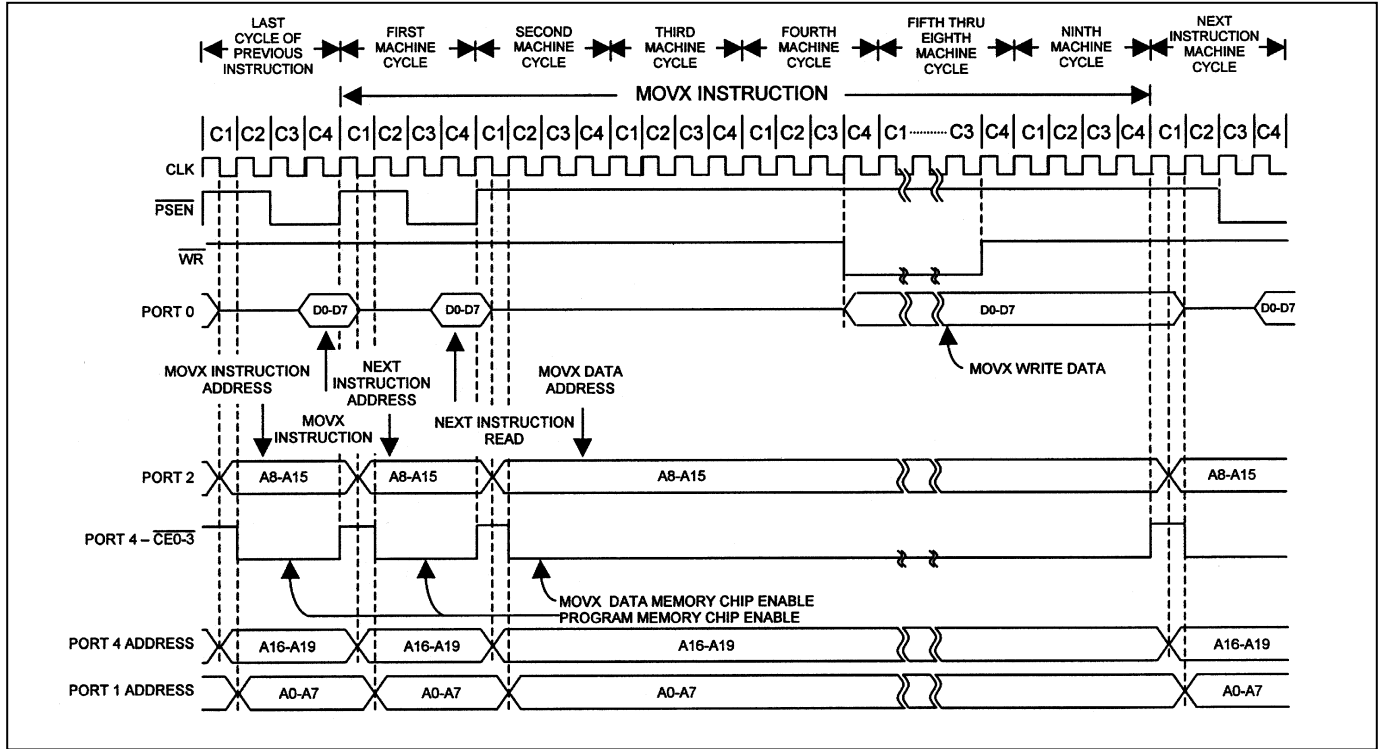 LAST
CYCLE OF
PREVIOUS
INSTRUCTION
FIRST
MACHINE
CYCLE
SECOND
MACHINE
CYCLE
THIRD
MACHINE
CYCLE
FOURTH
MACHINE
CYCLE
FIFTH THRU
EIGHTH
MACHINE
CYCLE
NINTH
MACHINE
CYCLE
NEXT
INSTRUCTION
MACHINE
CYCLE
MOVX INSTRUCTION
C1 C2 C3 C4 C1 C2 C3 C4 C1 C2 C3 C4 C1 C2 C3 C4 C1 C2 C3 C4 C1 .......... C3 C4 C1 C2 C3 C4 C1 C2 C3 C4
CLK
PSEN
WR
PORT 0 D0-D7 D0-D7 D0-D7 D0-D7
MOVX WRITE DATA
MOVX INSTRUCTION
ADDRESS
NEXT
INSTRUCTION
ADDRESS
MOVX DATA
ADDRESS
MOVX
INSTRUCTION
NEXT INSTRUCTION
READ
PORT 2 A8-A15 A8-A15 A8-A15 A8-A15
PORT 4 – CE0-3
MOVX DATA MEMORY CHIP ENABLE
PROGRAM MEMORY CHIP ENABLE
PORT 4 ADDRESS A16-A19 A16-A19 A16-A19 A16-A19
PORT 1 ADDRESS A0-A7 A0-A7 A0-A7 A0-A7